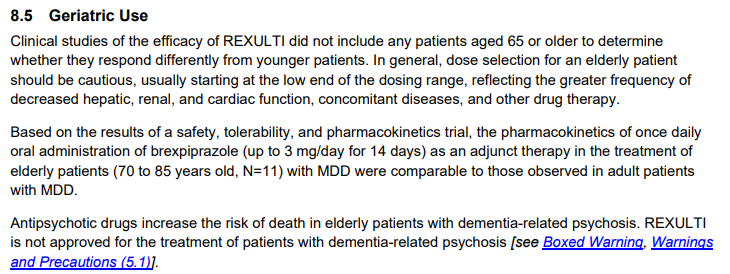 8.5 Geriatric Use
Clinical studies of the efficacy of REXULTI did not include any patients aged 65 or older to determine
whether they respond differently from younger patients. In general, dose selection for an elderly patient
should be cautious, usually starting at the low end of the dosing range, reflecting the greater frequency of
decreased hepatic, renal, and cardiac function, concomitant diseases, and other drug therapy.
Based on the results of a safety, tolerability, and pharmacokinetics trial, the pharmacokinetics of once daily
oral administration of brexpiprazole (up to 3 mg/day for 14 days) as an adjunct therapy in the treatment of
elderly patients (70 to 85 years old, N=11) with MDD were comparable to those observed in adult patients
with MDD.
Antipsychotic drugs increase the risk of death in elderly patients with dementia-related psychosis. REXULTI
is not approved for the treatment of patients with dementia-related psychosis [see Boxed Warning, Warnings
and Precautions (5.1)].